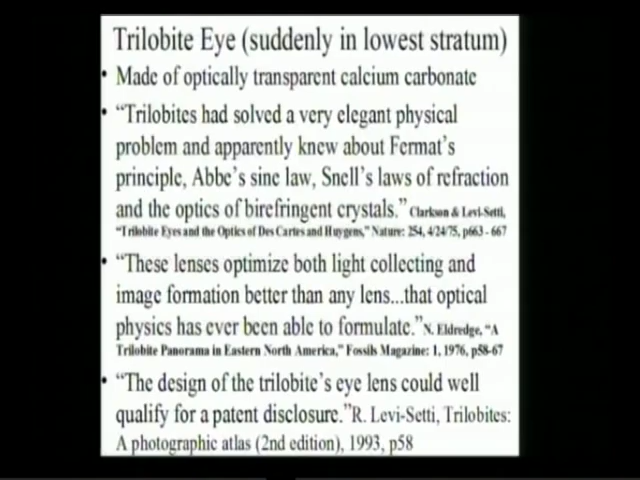 Trilobite Eye (suddenly in lowest stratum)
• Made of optically transparent calcium carbonate
• “Trilobites had solved a very elegant physical
problem and apparently knew about Fermat’s
principle, Abbe’s sine law, Snell’s laws of refraction
and the optics of birefringent crystals.” Clarkson & Levi-Setti,
“Trilobite Eyes and the Optics of Des Cartes and Huygens,” Nature: 254, 4/24/75, p663 - 667
• “These lenses optimize both light collecting and
image formation better than any lens...that optical
physics has ever been able to formulate.” N. Eldredge, “A
Trilobite Panorama in Eastern North America,” Fossils Magazine: 1, 1976, p58-67
• “The design of the trilobite’s eye lens could well
qualify for a patent disclosure.”R. Levi-Setti, Trilobites:
A photographic atlas (2nd edition), 1993, p58